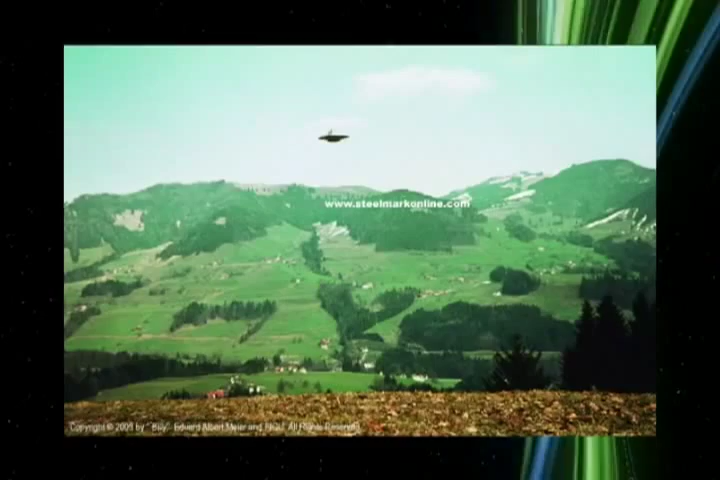 www.steelmarkonline.com
Copyright © 2005 by "Billy" Eduard Albert Meier and FIGU. All Rights Reserved.